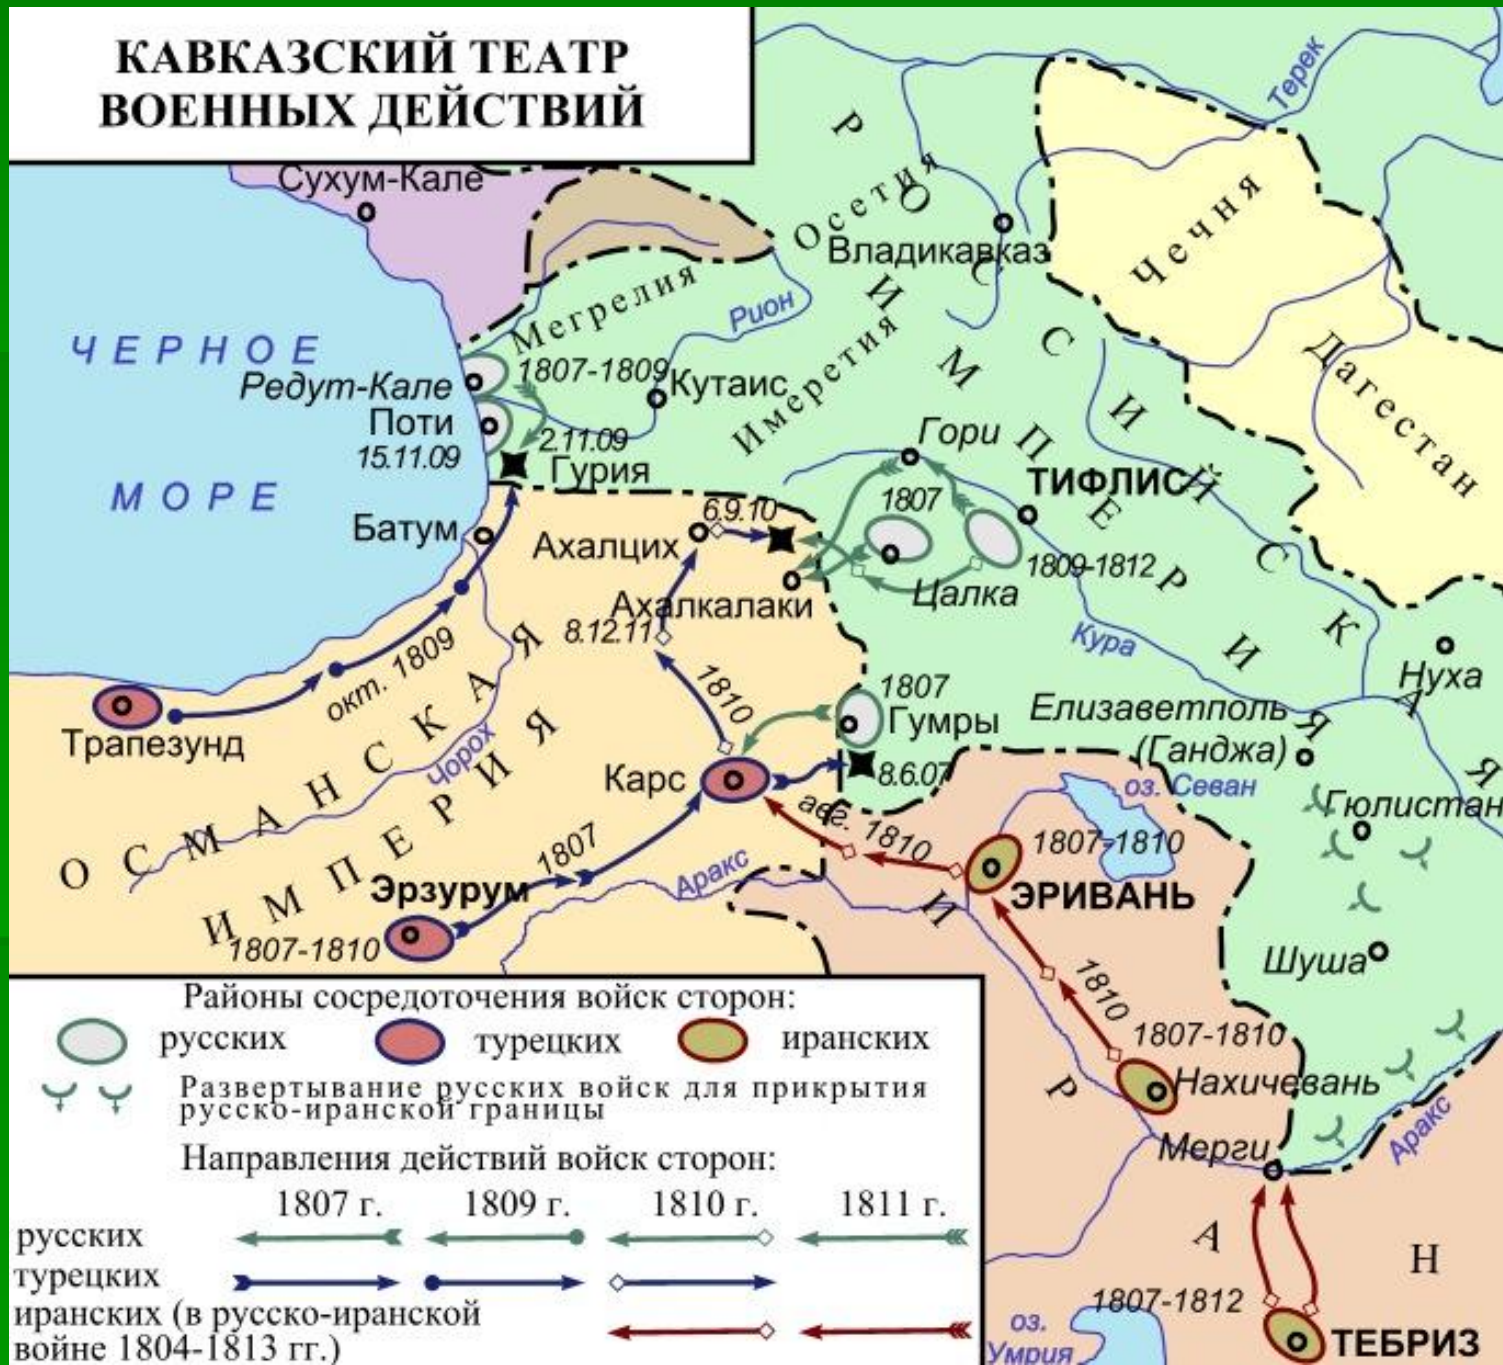 КАВКАЗСКИЙ ТЕАТР
ВОЕННЫХ ДЕЙСТВИЙ
Терек
Сухум-Кале
Осетия
Владикавказ
Чечня
РОССИЙСКАЯ
ИМПЕРИЯ
Мегрелия
Рион
ЧЕРНОЕ
МОРЕ
Редут-Кале
1807-1809
Кутаис
Имеретия
Дагестан
Поти
15.11.09
2.11.09
Гурия
Гори
ТИФЛИС
1807
1809-1812
Цалка
Батум
Ахалцих
6.9.10
Ахалкалаки
8.12.11
Кура
Нуха
окт. 1809
1810
1807
Гумры
8.6.07
Елизаветполь
(Ганджа)
Трапезунд
ОСМАНСКАЯ
ИМПЕРИЯ
Чорох
Карс
оз. Севан
Гюлистан
авг. 1810
1807-1810
ЭРИВАНЬ
1807
Аракс
Эрзурум
1807-1810
Шуша
1810
1807-1810
Нахичевань
ИРАН
Мерги
Аракс
1807-1812
ТЕБРИЗ
оз.
Умрия
Районы сосредоточения войск сторон:
русских турецких иранских
Развертывание русских войск для прикрытия
русско-иранской границы
Направления действий войск сторон:
1807 г. 1809 г. 1810 г. 1811 г.
русских
турецких
иранских (в русско-иранской
войне 1804-1813 гг.)